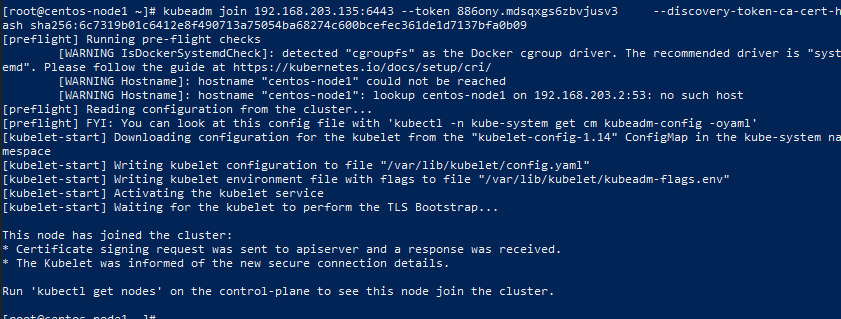 [root@centos-node1 ~]# kubeadm join 192.168.203.135:6443 --token 886ony.mdsqxgs6zbvjusv3     --discovery-token-ca-cert-h
ash sha256:6c7319b01c6412e8f490713a75054ba68274c600bcefec361de1d7137bfa0b09
[preflight] Running pre-flight checks
        [WARNING IsDockerSystemdCheck]: detected "cgroupfs" as the Docker cgroup driver. The recommended driver is "syst
emd". Please follow the guide at https://kubernetes.io/docs/setup/cri/
        [WARNING Hostname]: hostname "centos-node1" could not be reached
        [WARNING Hostname]: hostname "centos-node1": lookup centos-node1 on 192.168.203.2:53: no such host
[preflight] Reading configuration from the cluster...
[preflight] FYI: You can look at this config file with 'kubectl -n kube-system get cm kubeadm-config -oyaml'
[kubelet-start] Downloading configuration for the kubelet from the "kubelet-config-1.14" ConfigMap in the kube-system na
mespace
[kubelet-start] Writing kubelet configuration to file "/var/lib/kubelet/config.yaml"
[kubelet-start] Writing kubelet environment file with flags to file "/var/lib/kubelet/kubeadm-flags.env"
[kubelet-start] Activating the kubelet service
[kubelet-start] Waiting for the kubelet to perform the TLS Bootstrap...

This node has joined the cluster:
* Certificate signing request was sent to apiserver and a response was received.
* The Kubelet was informed of the new secure connection details.

Run 'kubectl get nodes' on the control-plane to see this node join the cluster.

[root@centos-node1 ~]#